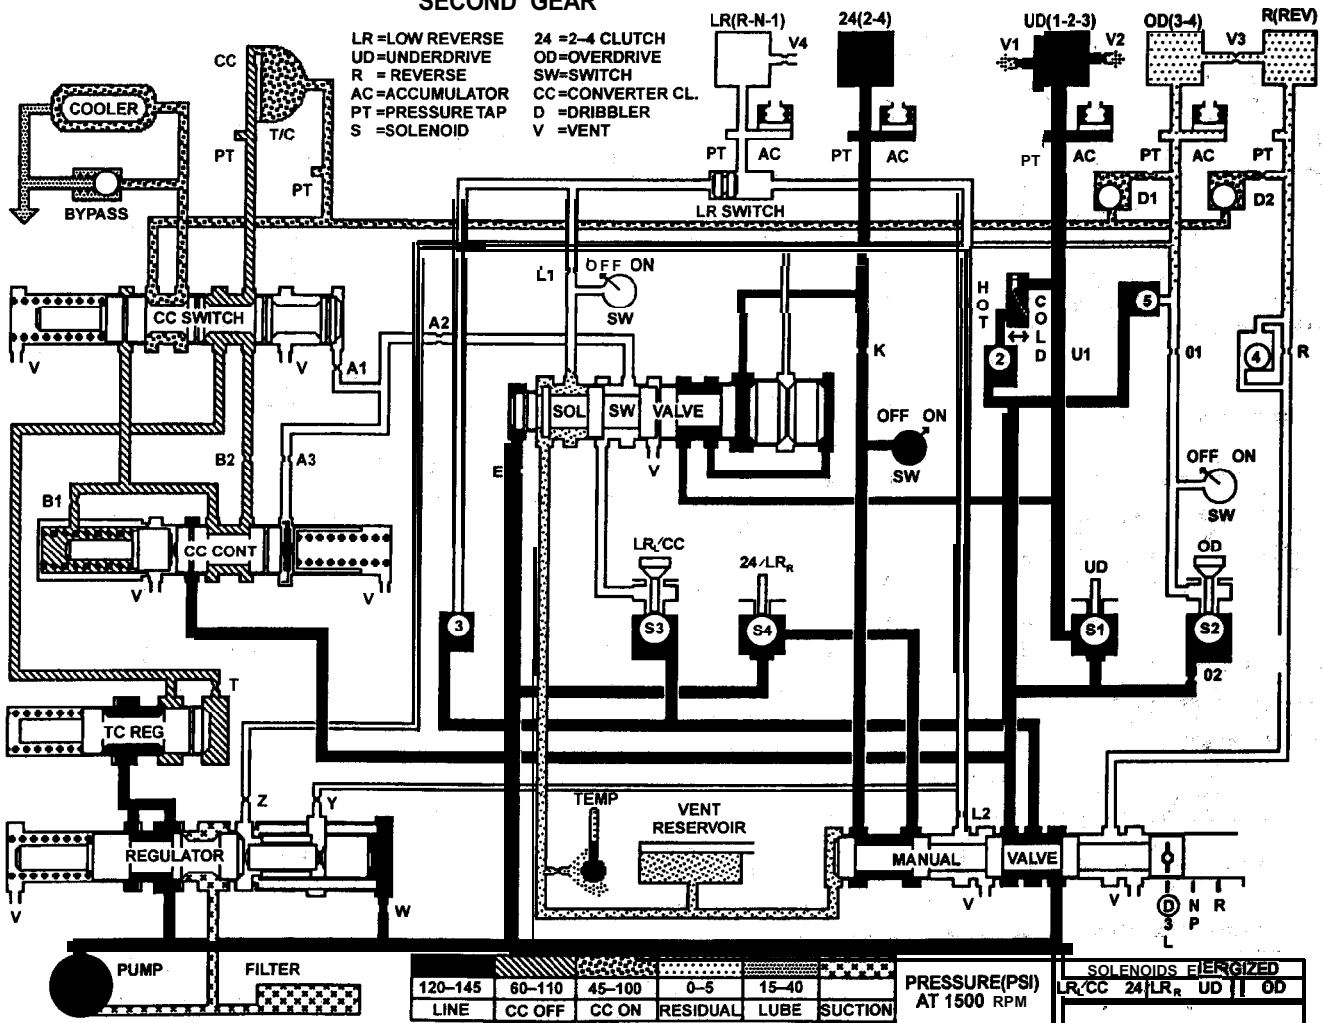 SECOND GEAR
LR =LOW REVERSE
UD=UNDERDRIVE
R = REVERSE
AC=ACCUMULATOR
PT=PRESSURE TAP
S =SOLENOID
24 =2–4 CLUTCH
OD=OVERDRIVE
SW=SWITCH
CC=CONVERTER CL.
D =DRIBBLER
V =VENT
LR(R-N-1)
24(2-4)
UD(1-2-3)
OD(3-4)
R(REV)
V4
V1
V2
V3
CC
T/C
COOLER
PT
PT
BYPASS
PT
AC
PT
AC
PT
AC
PT
AC
PT
D1
D2
LR SWITCH
L1
OFF ON
SW
CC SWITCH
V
V
A1
A2
HOT
COLD
2
U1
5
01
4
R
K
SOL
SW
VALVE
V
E
OFF ON
SW
OFF ON
SW
B2
A3
B1
CC CONT
V
V
LRL/CC
24/LRR
UD
OD
3
S3
S4
S1
S2
02
T
TC REG
Z
Y
TEMP
VENT
RESERVOIR
L2
REGULATOR
V
W
MANUAL
VALVE
V
V
D
3
L
N
P
R
PUMP
FILTER
120–145
60–110
45–100
0–5
15–40
LINE
CC OFF
CC ON
RESIDUAL
LUBE
SUCTION
PRESSURE(PSI)
AT 1500 RPM
SOLENOIDS ENERGIZED
LRL/CC
24/LRR
UD
OD